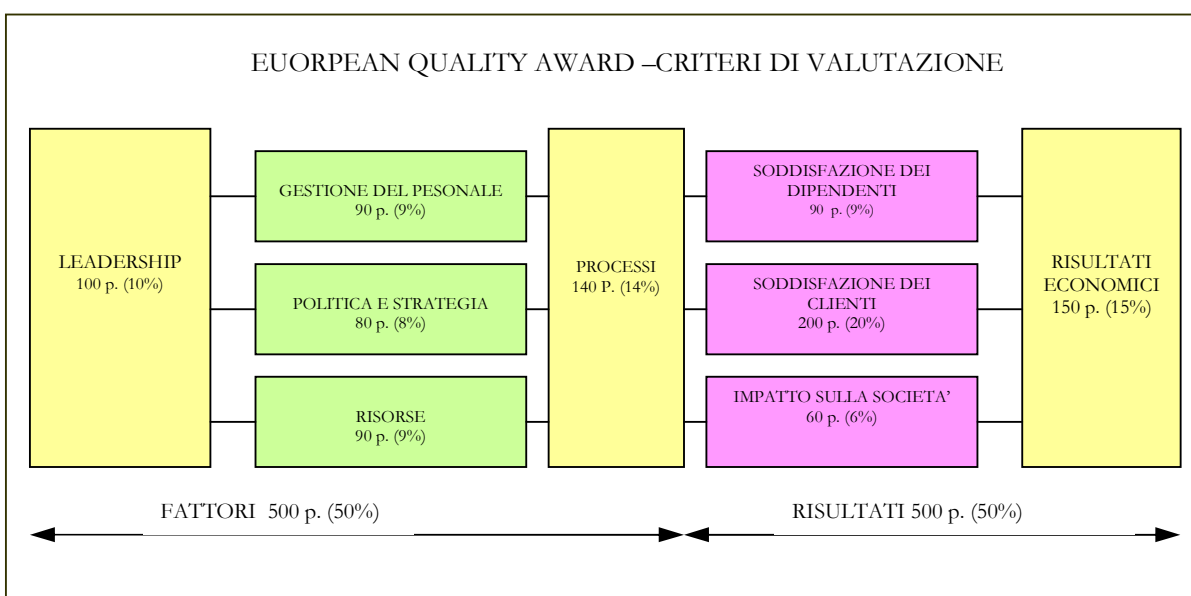 EUORPEAN QUALITY AWARD –CRITERI DI VALUTAZIONE
LEADERSHIP
100 p. (10%)
GESTIONE DEL PESONALE
90 p. (9%)
POLITICA E STRATEGIA
80 p. (8%)
RISORSE
90 p. (9%)
PROCESSI
140 P. (14%)
SODDISFAZIONE DEI
DIPENDENTI
90 p. (9%)
SODDISFAZIONE DEI
CLIENTI
200 p. (20%)
IMPATTO SULLA SOCIETA’
60 p. (6%)
RISULTATI
ECONOMICI
150 p. (15%)
FATTORI 500 p. (50%)
RISULTATI 500 p. (50%)